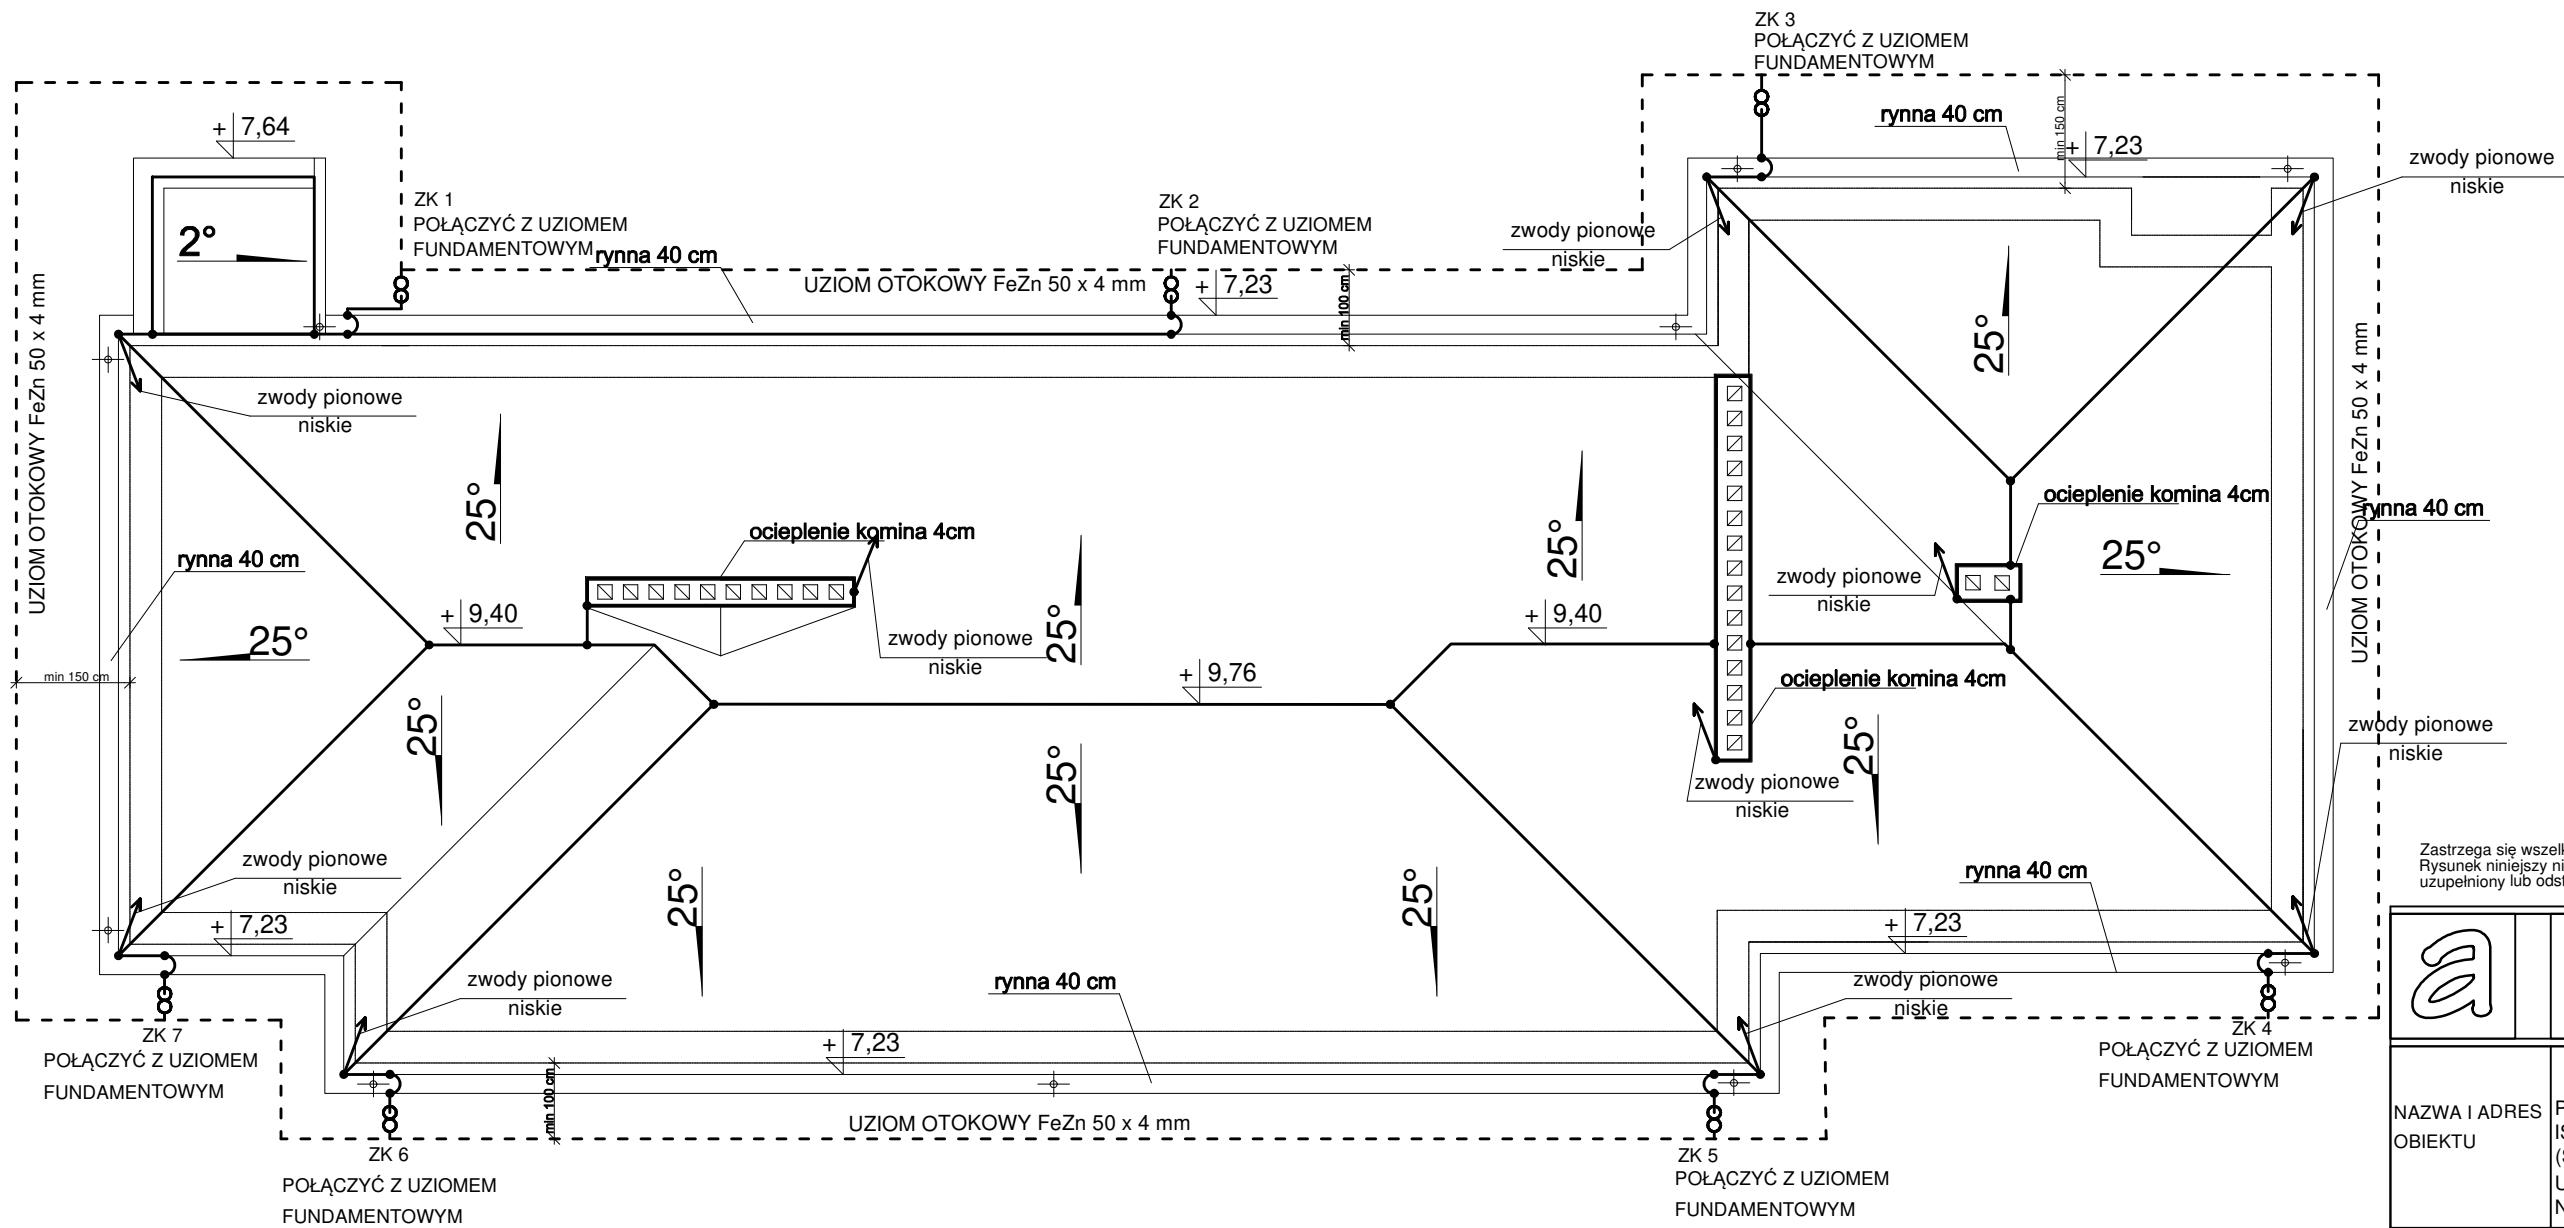 ZK 3
POŁĄCZYĆ Z UZIOMEM
FUNDAMENTOWYM
rynna 40 cm
min 150 cm
+ 7,23
zwody pionowe
niskie
+ 7,64
2°
ZK 1
POŁĄCZYĆ Z UZIOMEM
FUNDAMENTOWYM
rynna 40 cm
ZK 2
POŁĄCZYĆ Z UZIOMEM
FUNDAMENTOWYM
UZIOM OTOKOWY FeZn 50 x 4 mm
+ 7,23
min 100 cm
zwody pionowe
niskie
UZIOM OTOKOWY FeZn 50 x 4 mm
zwody pionowe
niskie
25°
25°
25°
UZIOM OTOKOWY FeZn 50 x 4 mm
ocieplenie komina 4cm
rynna 40 cm
ocieplenie komina 4cm
rynna 40 cm
25°
zwody pionowe
niskie
+ 9,40
+ 9,40
25°
zwody pionowe
niskie
25°
min 150 cm
+ 9,76
ocieplenie komina 4cm
25°
25°
25°
zwody pionowe
niskie
zwody pionowe
niskie
zwody pionowe
niskie
25°
25°
rynna 40 cm
+ 7,23
+ 7,23
zwody pionowe
niskie
rynna 40 cm
zwody pionowe
niskie
ZK 7
POŁĄCZYĆ Z UZIOMEM
FUNDAMENTOWYM
+ 7,23
min 100 cm
UZIOM OTOKOWY FeZn 50 x 4 mm
ZK 4
POŁĄCZYĆ Z UZIOMEM
FUNDAMENTOWYM
ZK 6
POŁĄCZYĆ Z UZIOMEM
FUNDAMENTOWYM
ZK 5
POŁĄCZYĆ Z UZIOMEM
FUNDAMENTOWYM
Zastrzega się
Rysunek niniejszy
uzupełniony lub
a
NAZWA I ADRES
OBIEKTU